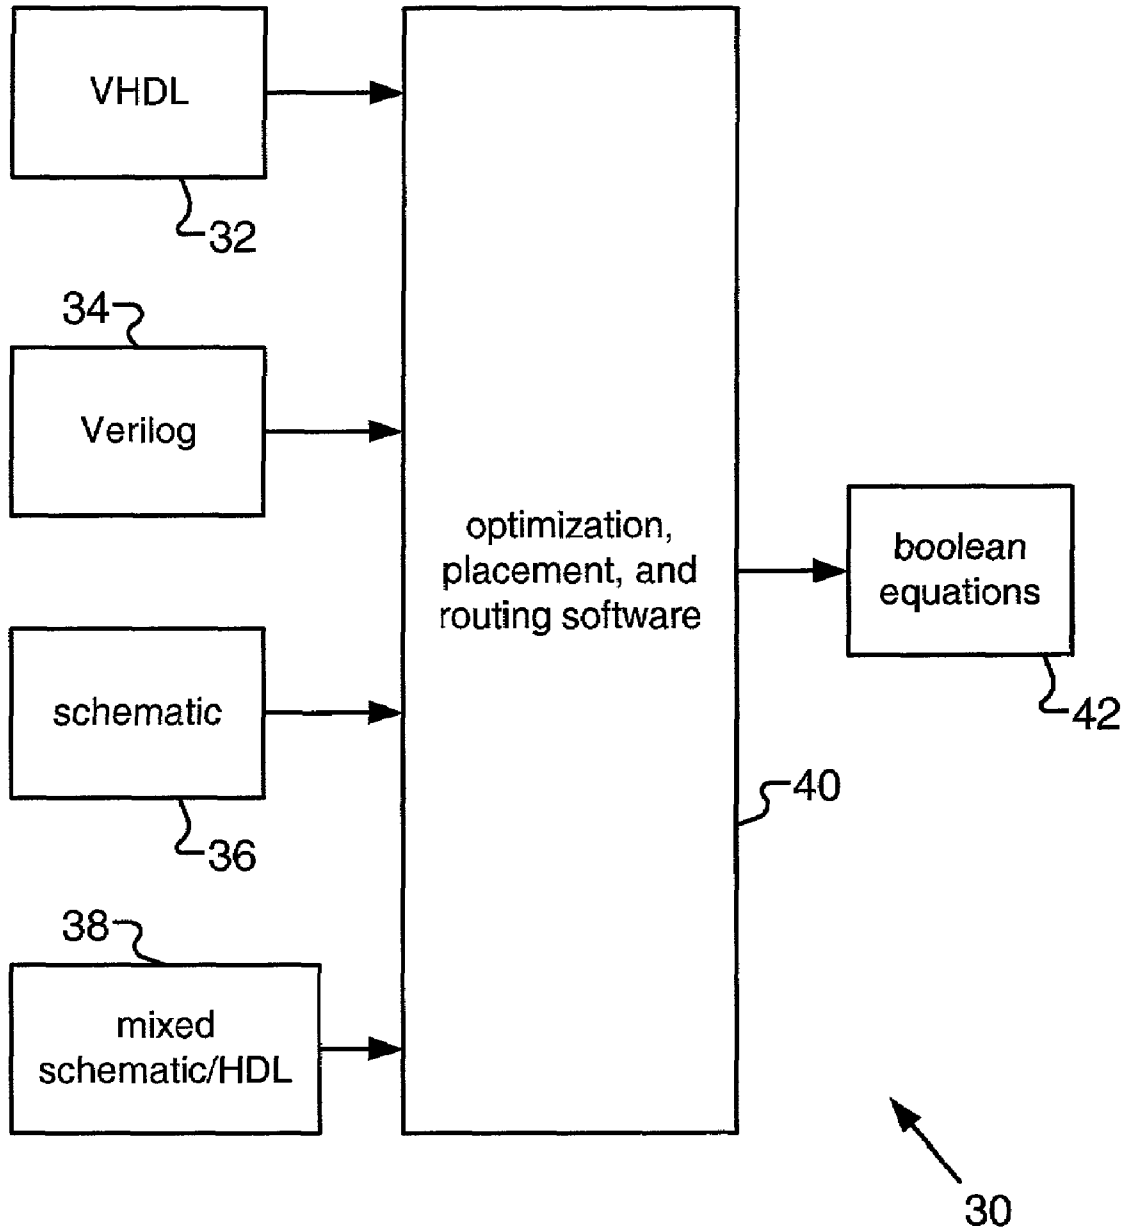 VHDL
32
34
Verilog
optimization,
placement, and
routing software
boolean
equations
42
schematic
36
40
38
mixed
schematic/HDL
30